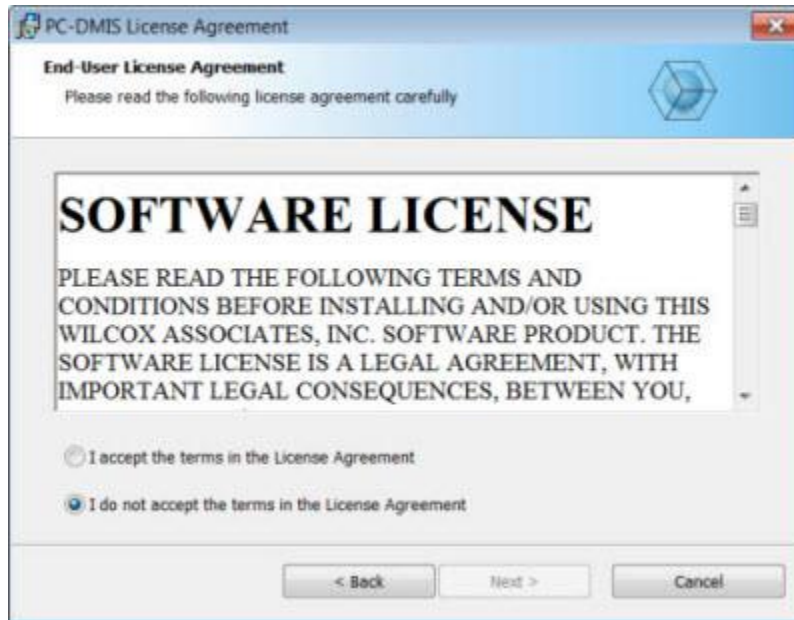 PC-DMIS License Agreement
End-User License Agreement
Please read the following license agreement carefully
SOFTWARE LICENSE
PLEASE READ THE FOLLOWING TERMS AND
CONDITIONS BEFORE INSTALLING AND/OR USING THIS
WILCOX ASSOCIATES, INC. SOFTWARE PRODUCT. THE
SOFTWARE LICENSE IS A LEGAL AGREEMENT, WITH
IMPORTANT LEGAL CONSEQUENCES, BETWEEN YOU,
I accept the terms in the License Agreement
I do not accept the terms in the License Agreement
< Back Next > Cancel